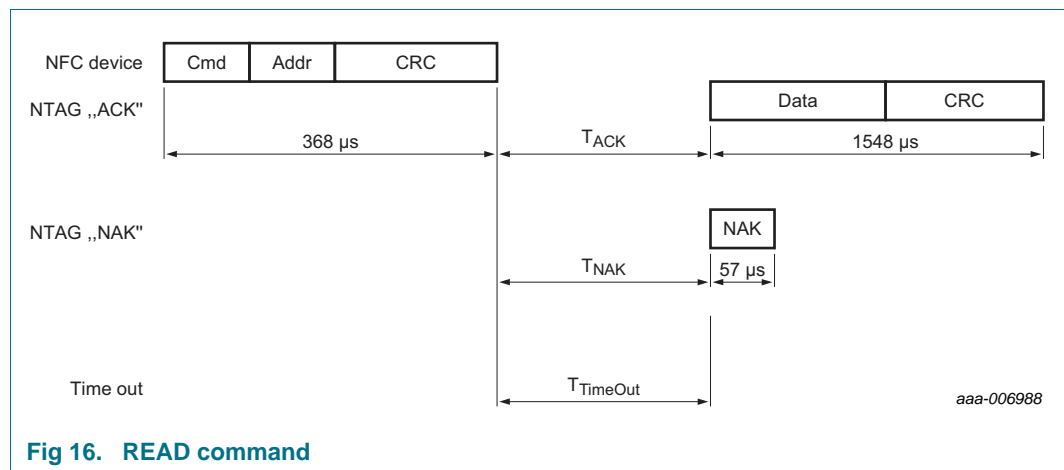 NFC device Cmd Addr CRC
NTAG ,,ACK" Data CRC
368 µs TACK 1548 µs
NTAG ,,NAK" NAK
TNAK 57 µs
Time out TTimeOut
aaa-006988
Fig 16. READ command